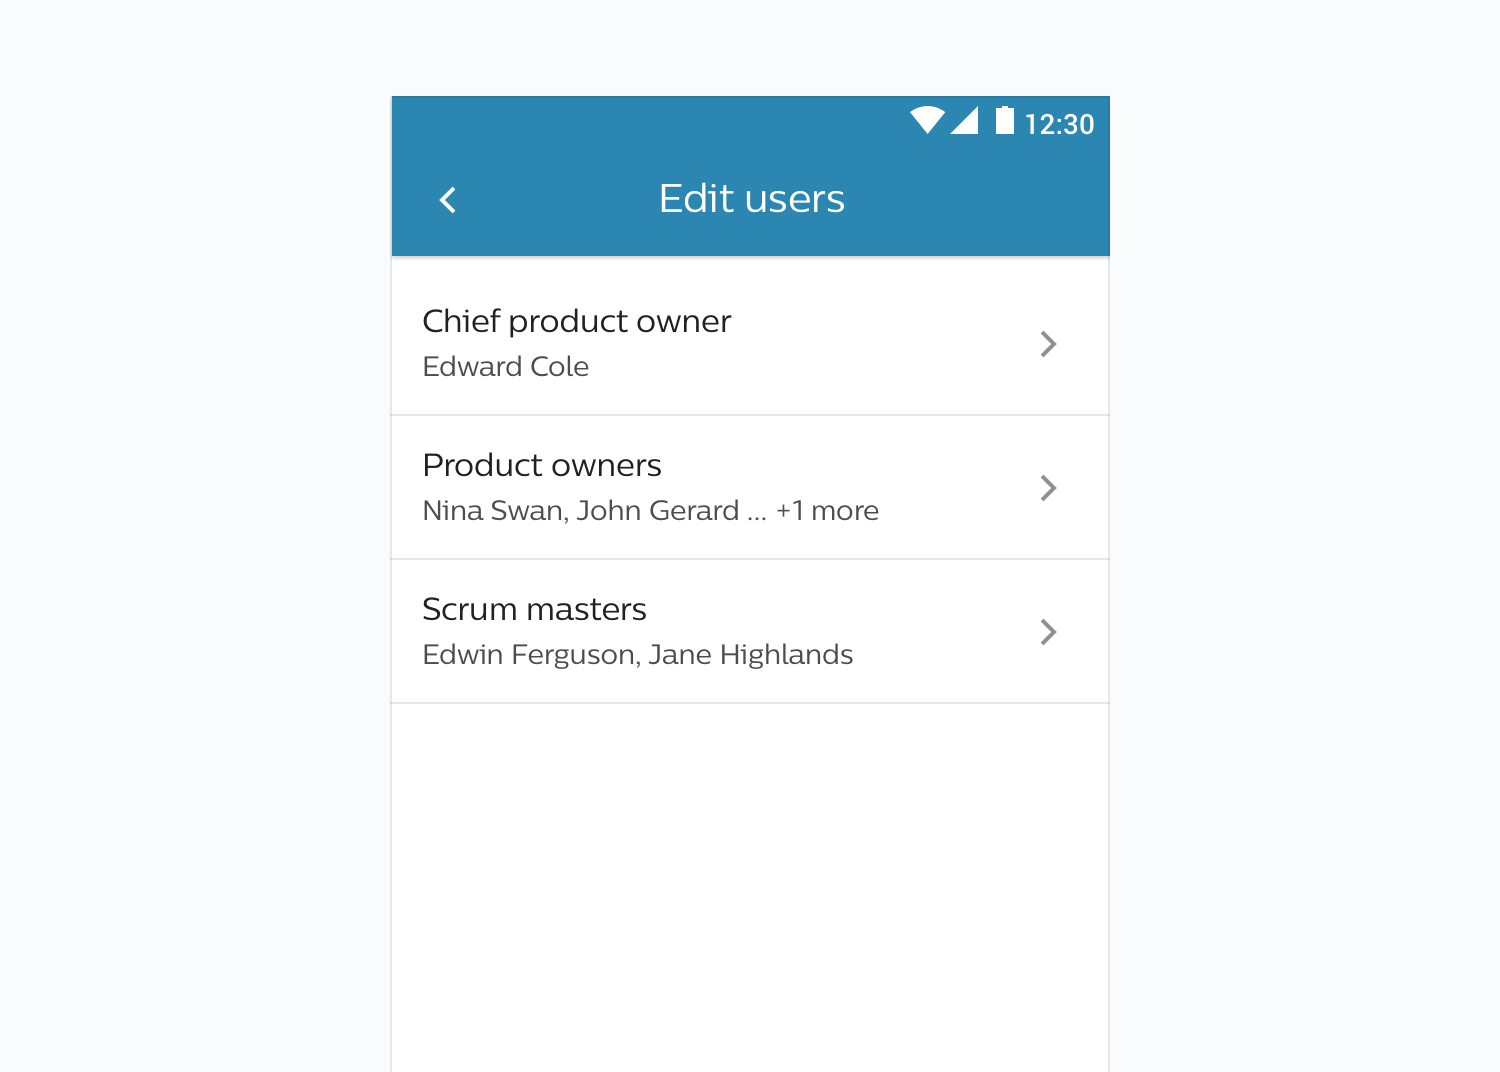 12:30
Edit users
Chief product owner
Edward Cole
Product owners
Nina Swan, John Gerard ... +1 more
Scrum masters
Edwin Ferguson, Jane Highlands